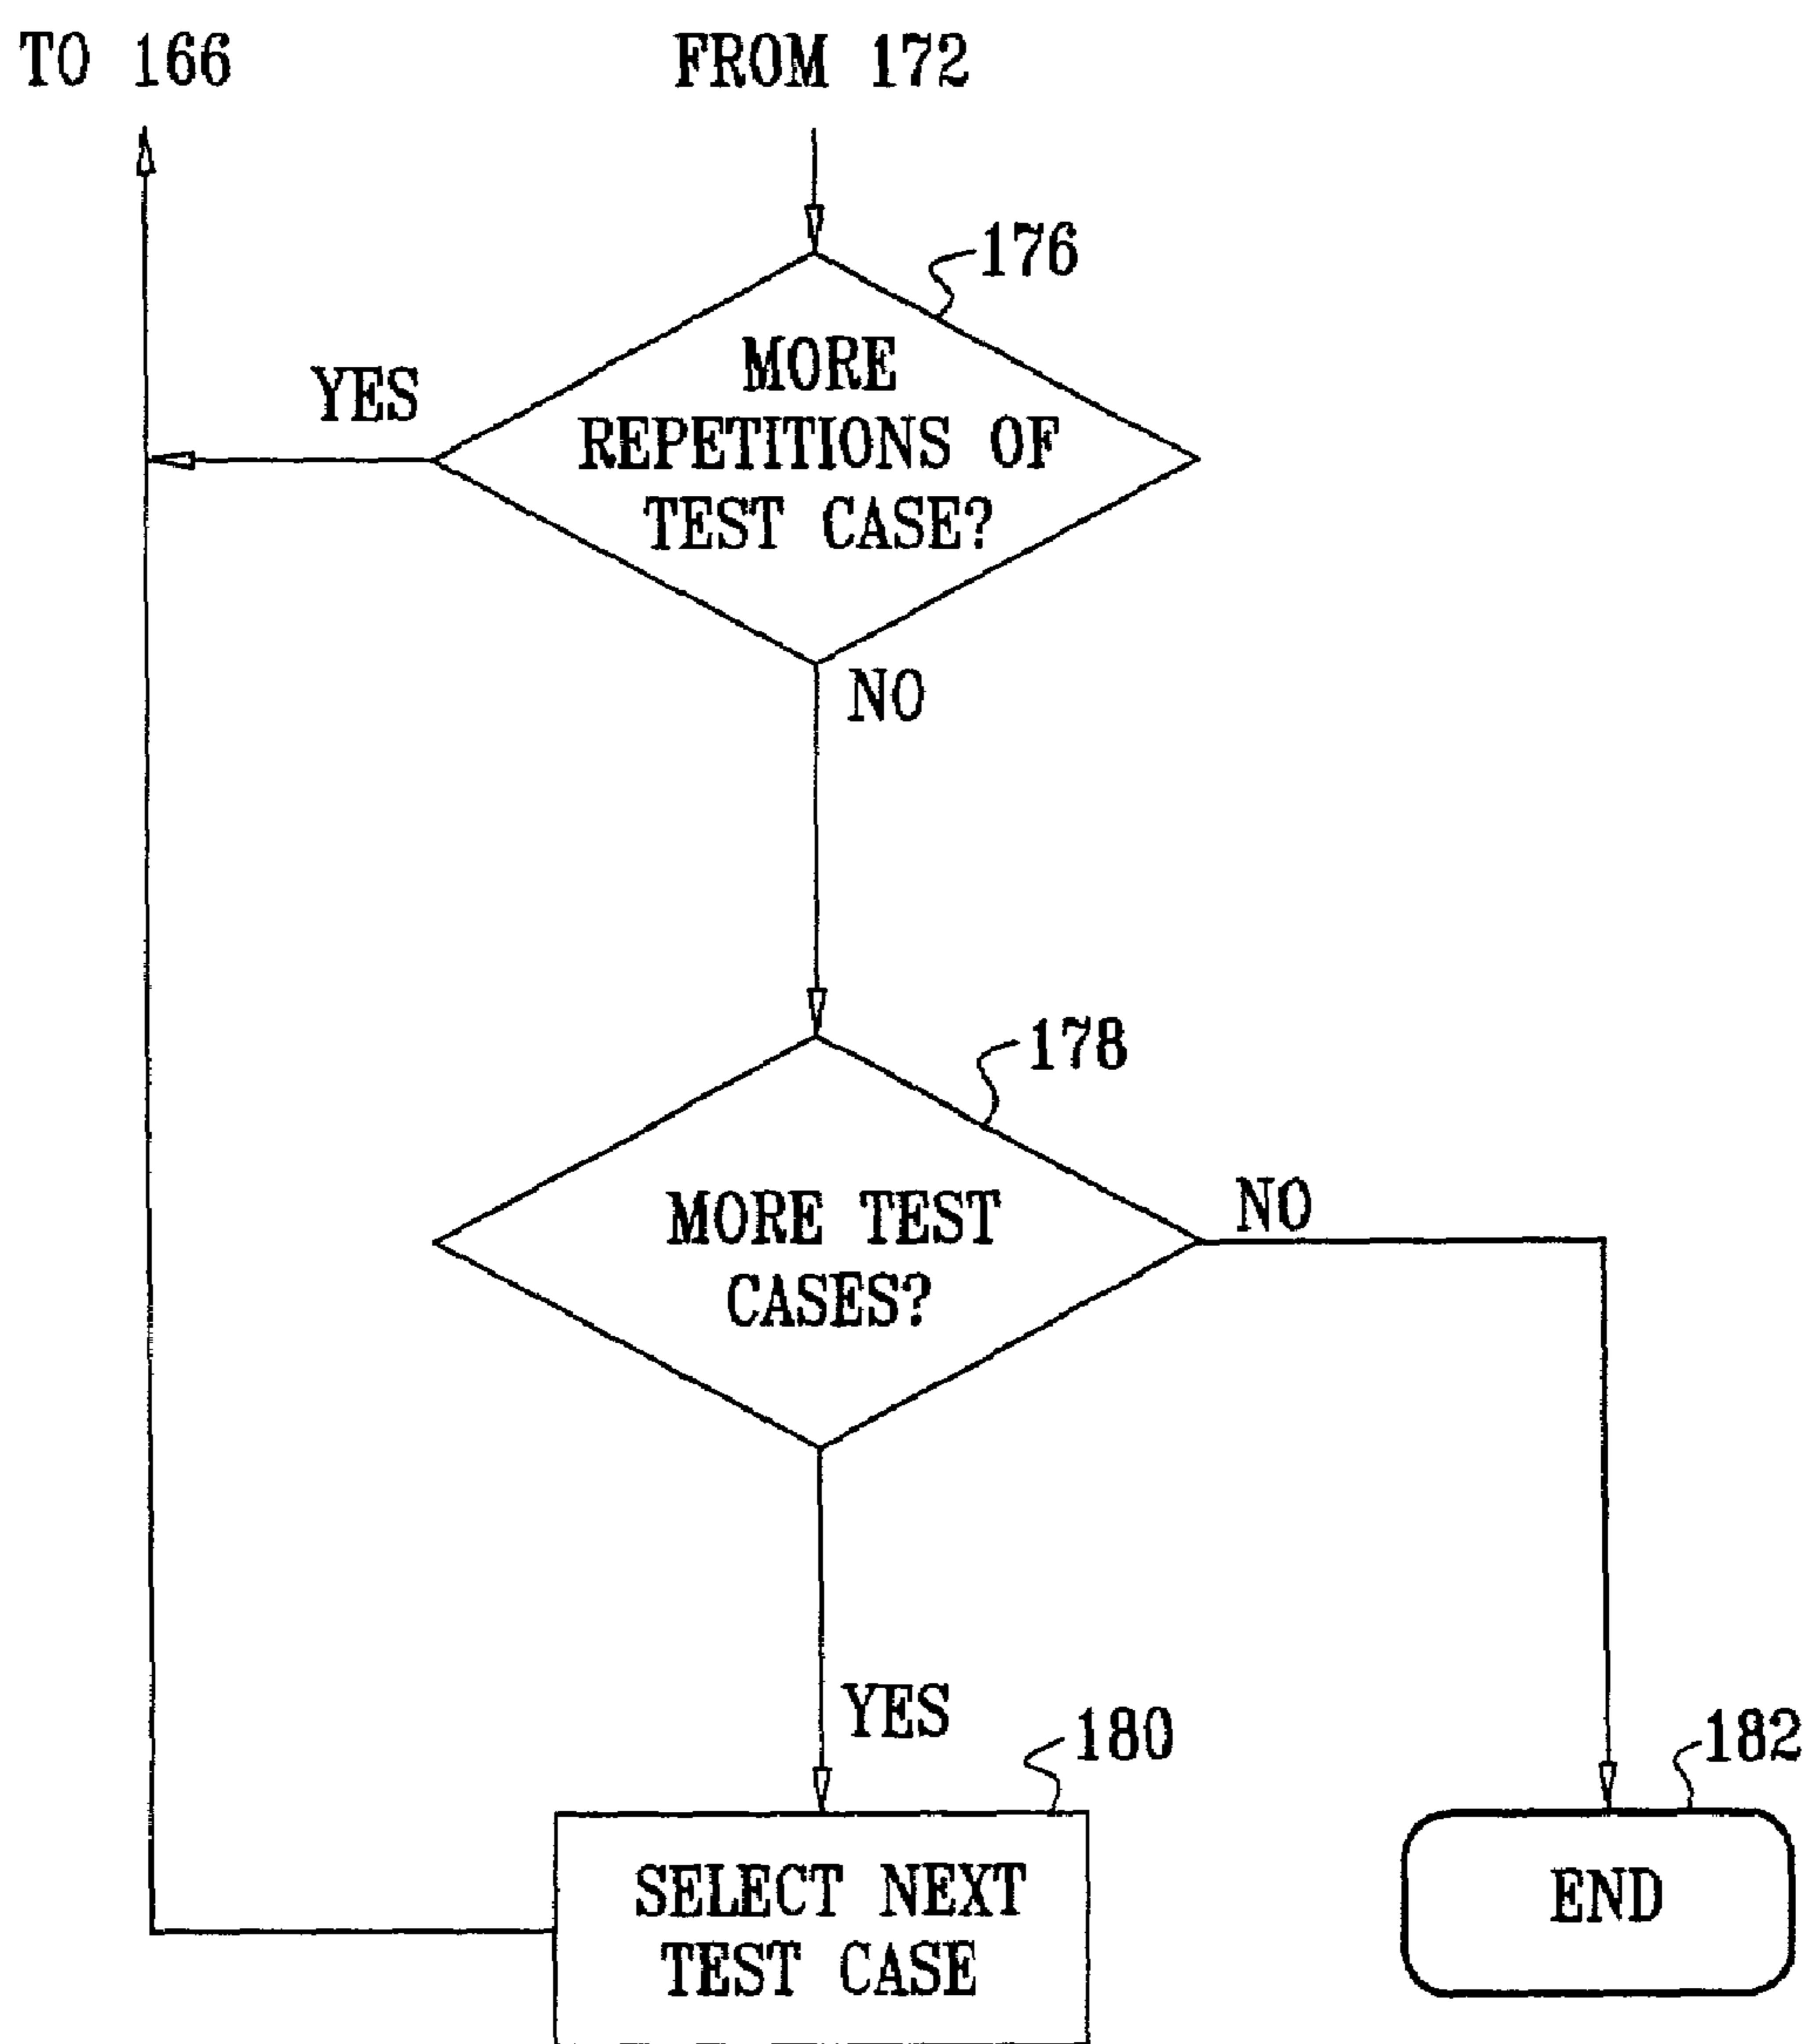 TO 166
FROM 172
176
MORE
REPETITIONS OF
TEST CASE?
YES
NO
178
MORE TEST
CASES?
NO
YES
180
182
SELECT NEXT
TEST CASE
END